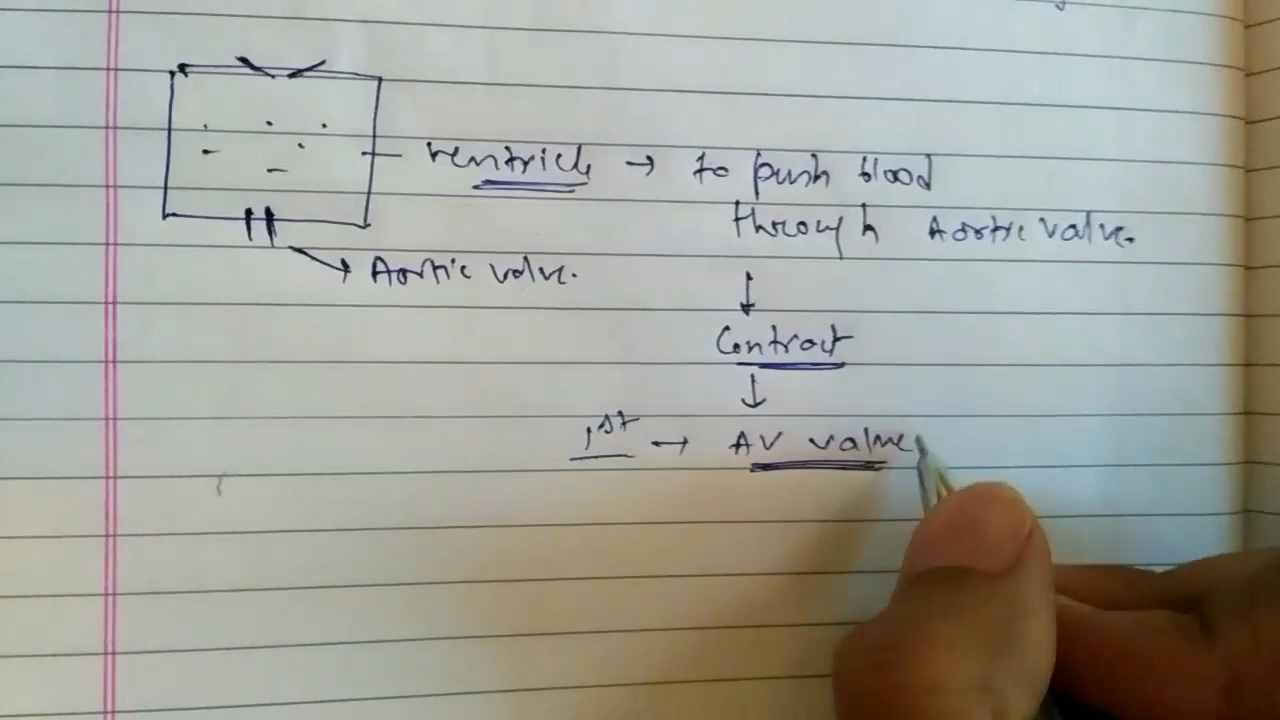 ventricle → to push blood
through Aortic valve.
→ Aortic valve.
↓
Contract
↓
1st → AV valve